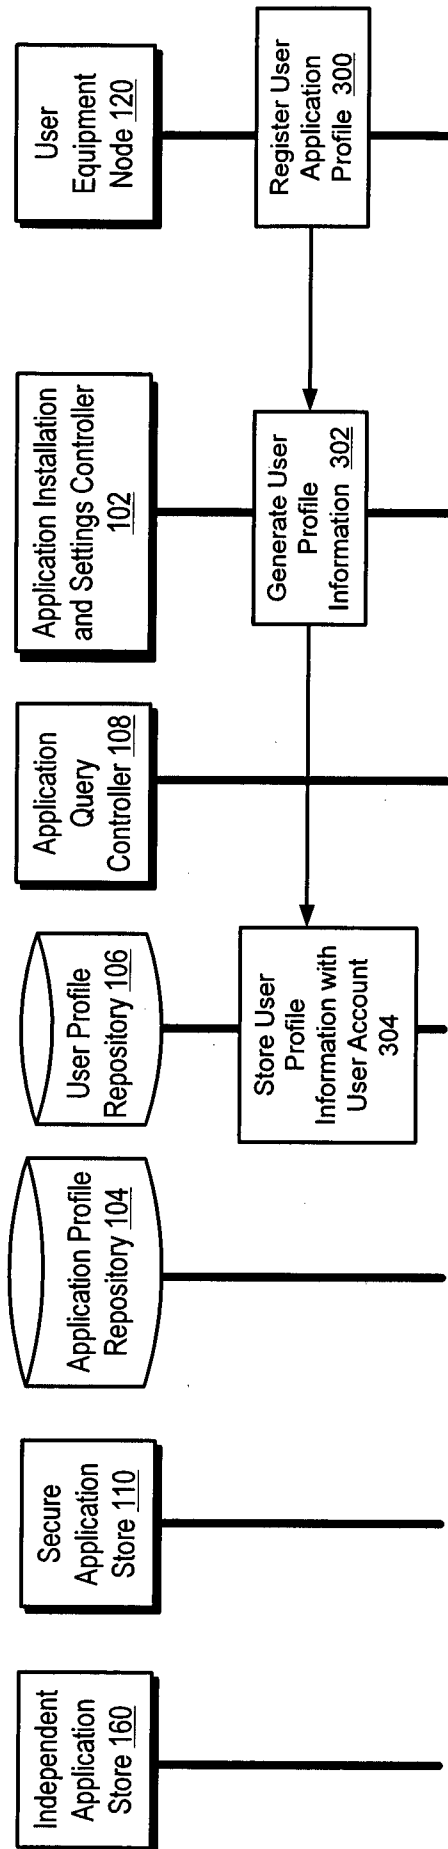 Independent
Application
Store 160
Secure
Application
Store 110
Application Profile
Repository 104
User Profile
Repository 106
Application
Query
Controller 108
Application Installation
and Settings Controller
102
User
Equipment
Node 120
Store User
Profile
Information with
User Account
304
Generate User
Profile
Information 302
Register User
Application
Profile 300